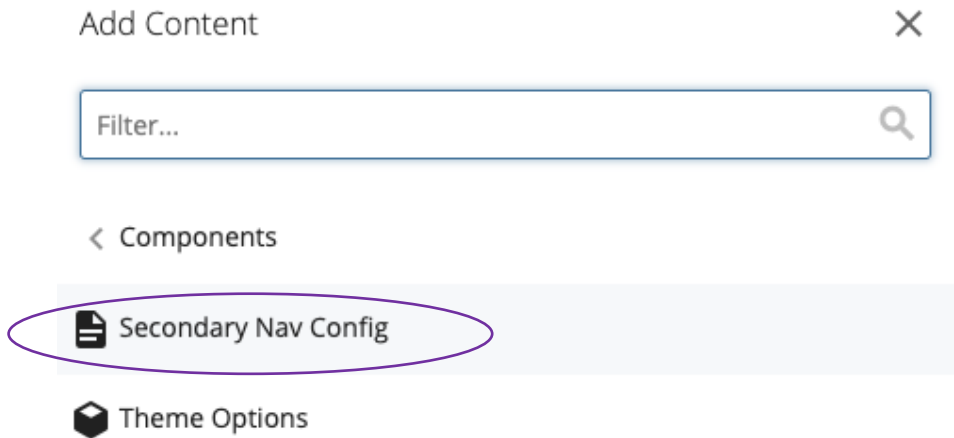 Add Content
Filter...
Components
Secondary Nav Config
Theme Options